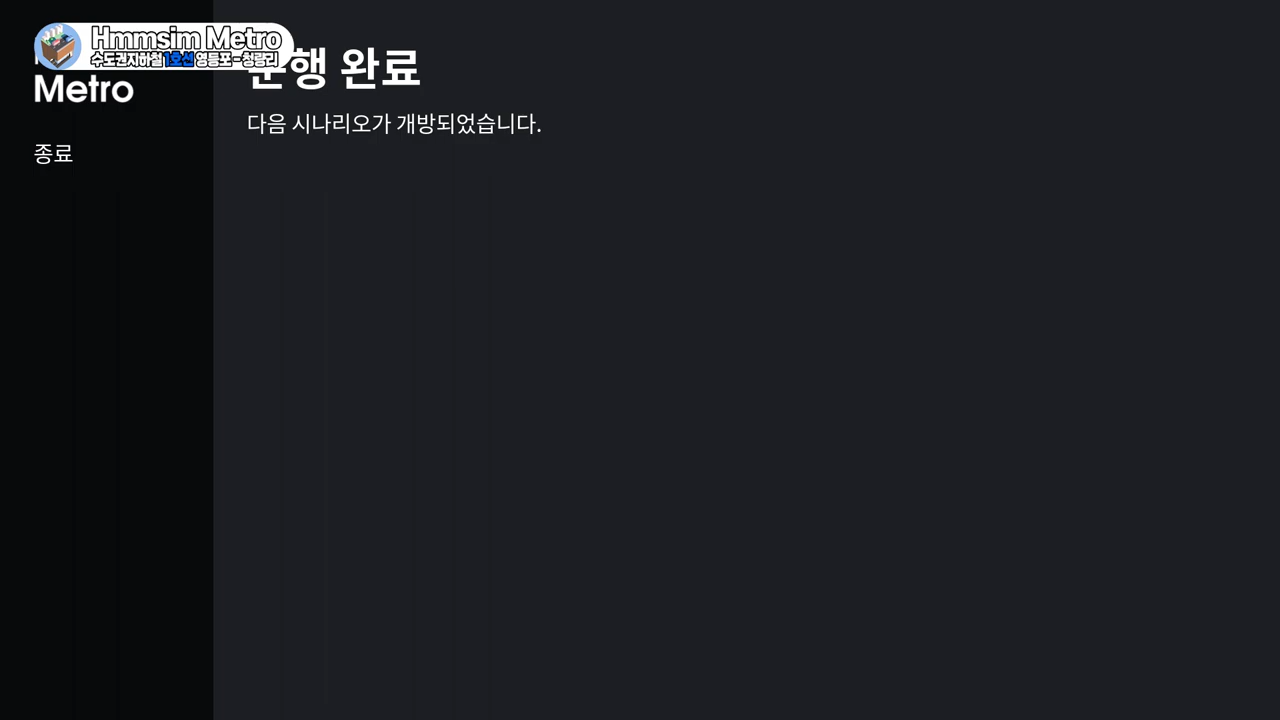 Hmmsim Metro
수도권지하철 1호선 영등포 - 청량리
Metro
종료
운행 완료
다음 시나리오가 개방되었습니다.